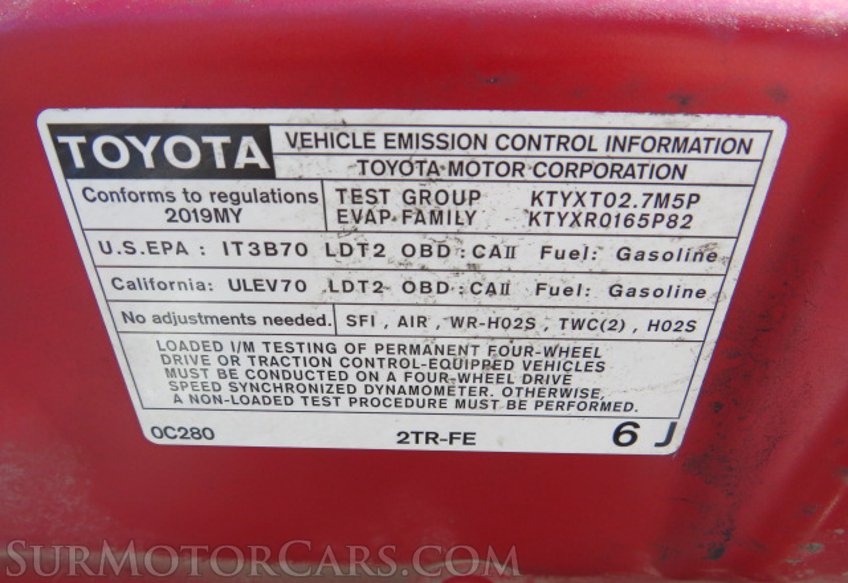 TOYOTA
VEHICLE EMISSION CONTROL INFORMATION
TOYOTA MOTOR CORPORATION
Conforms to regulations
2019MY
TEST GROUP KTYXT02.7M5P
EVAP FAMILY KTYXR0165P82
U.S.EPA : IT3B70 LDT2 OBD : CAⅡ Fuel: Gasoline
California: ULEV70 LDT2 OBD : CAⅡ Fuel: Gasoline
No adjustments needed.
SFI , AIR , WR-HO2S , TWC(2) , HO2S
LOADED I/M TESTING OF PERMANENT FOUR-WHEEL
DRIVE OR TRACTION CONTROL-EQUIPPED VEHICLES
MUST BE CONDUCTED ON A FOUR-WHEEL DRIVE
SPEED SYNCHRONIZED DYNAMOMETER. OTHERWISE,
A NON-LOADED TEST PROCEDURE MUST BE PERFORMED.
0C280 2TR-FE 6 J
SURMOTORCARS.COM